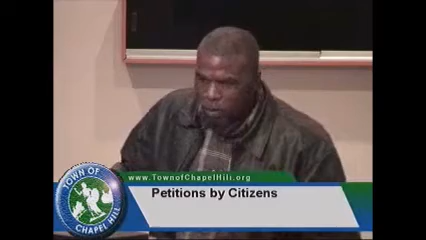 www.TownofChapelHill.org
Petitions by Citizens
TOWN OF
CHAPEL HILL